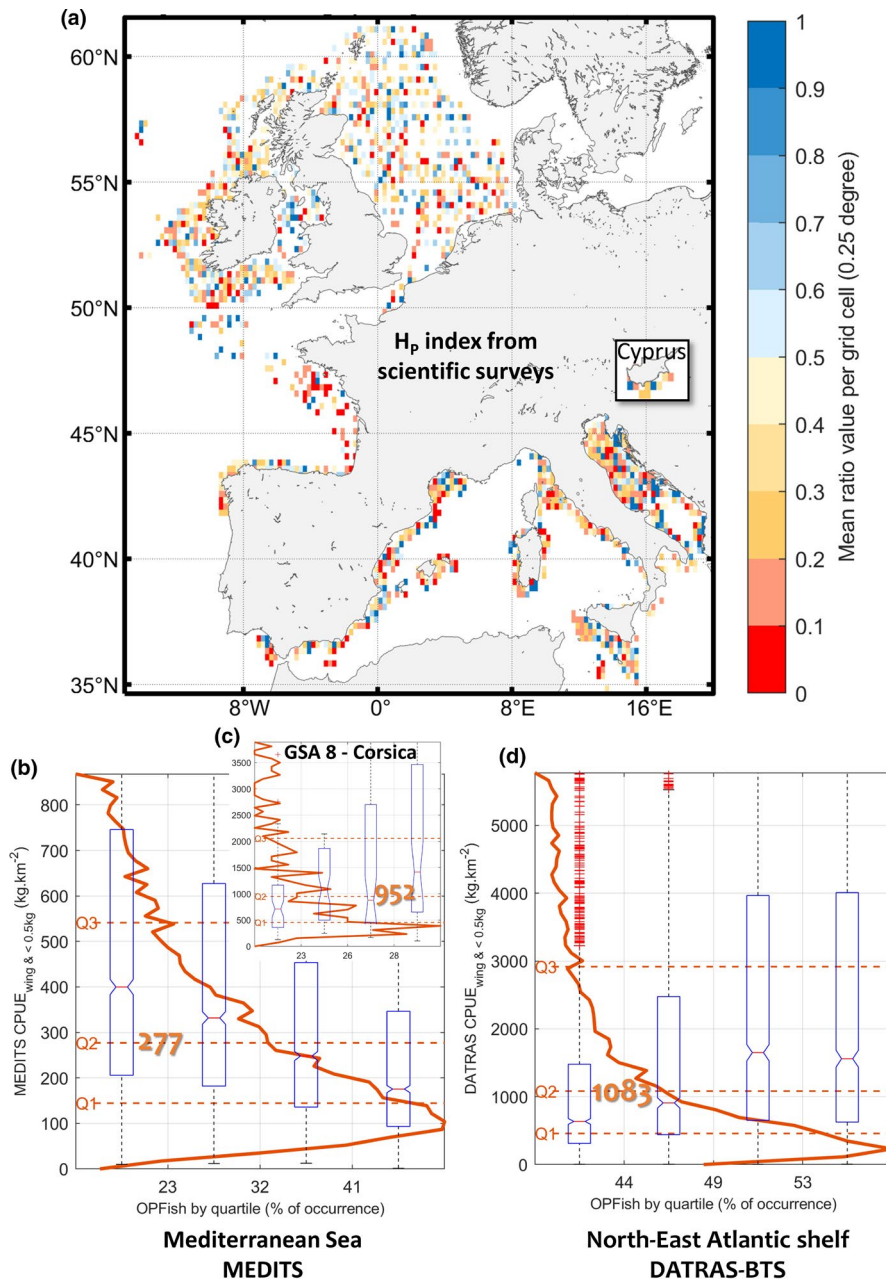 (a)
60°N
55°N
50°N
45°N
40°N
35°N
8°W
0°
8°E
16°E
H_P index from
scientific surveys
Cyprus
1
0.9
0.8
0.7
0.6
0.5
0.4
0.3
0.2
0.1
0
Mean ratio value per grid cell (0.25 degree)
(b)
800
700
600
500
400
300
200
100
0
MEDITS CPUE_wing & < 0.5kg (kg.km⁻²)
Q3
Q2
Q1
277
23
32
41
OPFish by quartile (% of occurrence)
Mediterranean Sea
MEDITS
(c)
GSA 8 - Corsica
3500
3000
2500
2000
1500
1000
500
0
Q3
Q2
Q1
952
23
26
28
(d)
5000
4000
3000
2000
1000
0
DATRAS CPUE_wing & < 0.5kg (kg.km⁻²)
Q3
Q2
Q1
1083
44
49
53
OPFish by quartile (% of occurrence)
North-East Atlantic shelf
DATRAS-BTS